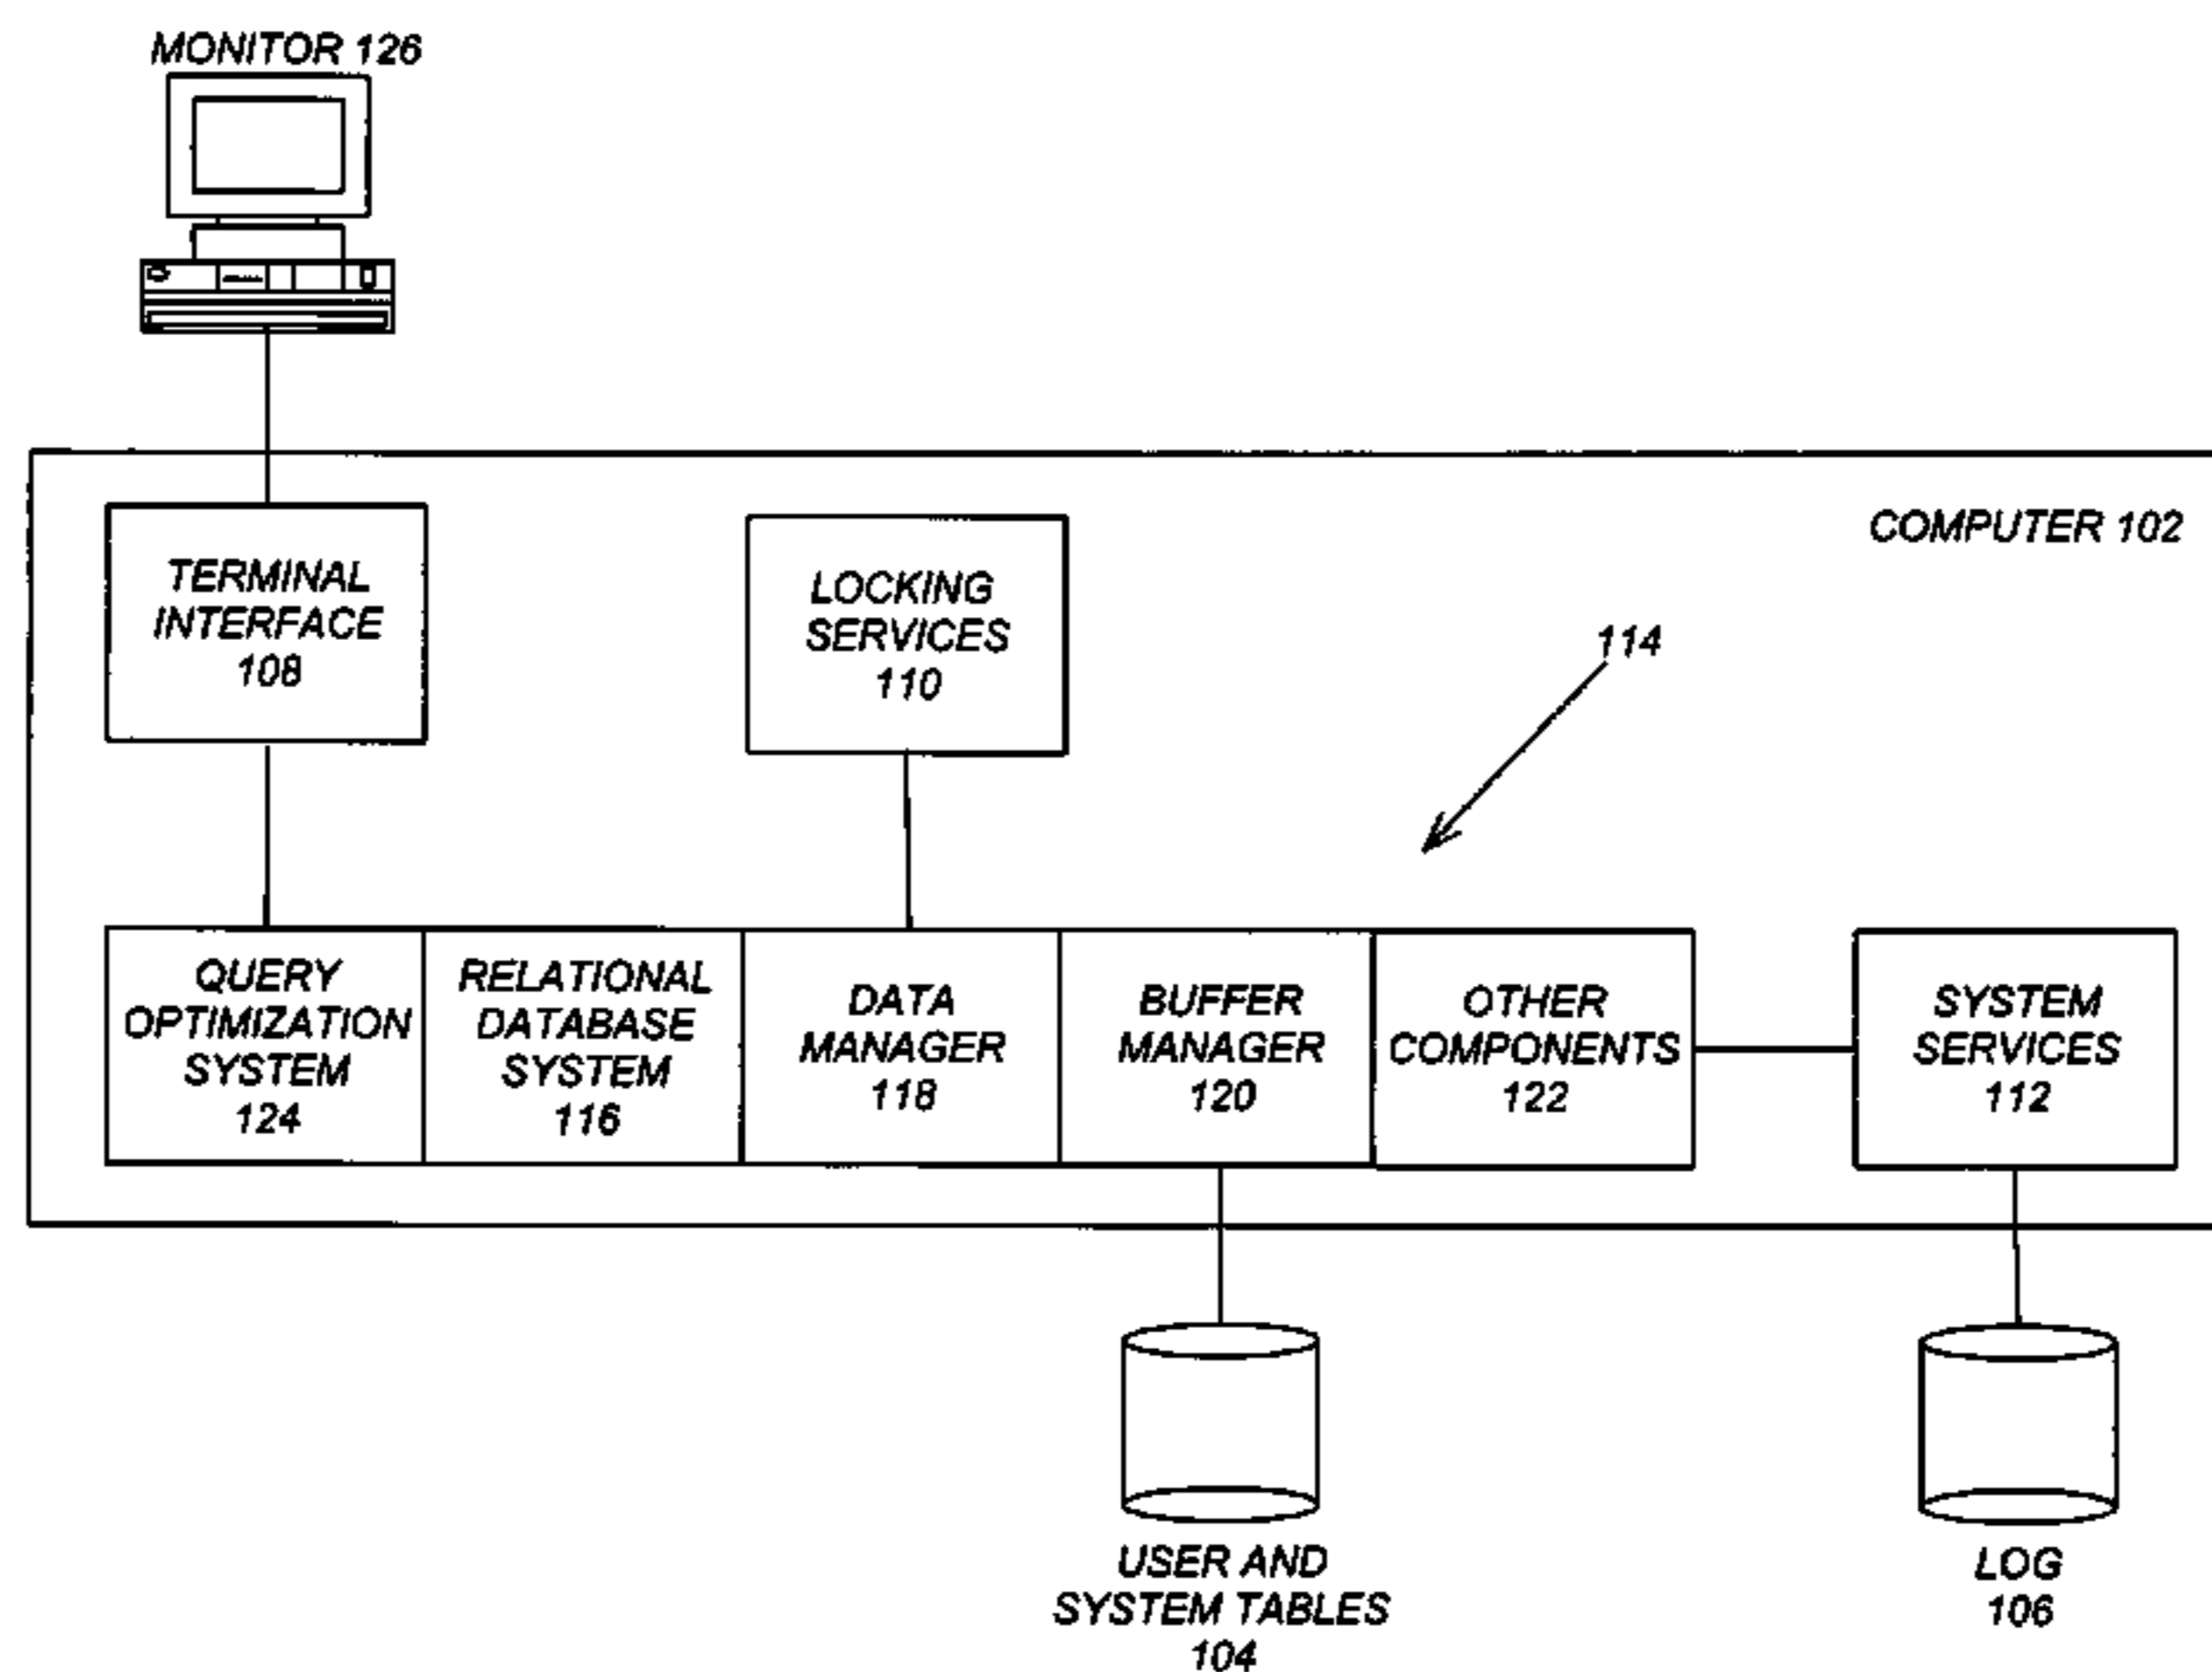 MONITOR 126
COMPUTER 102
TERMINAL
INTERFACE
108
LOCKING
SERVICES
110
114
QUERY
OPTIMIZATION
SYSTEM
124
RELATIONAL
DATABASE
SYSTEM
116
DATA
MANAGER
118
BUFFER
MANAGER
120
OTHER
COMPONENTS
122
SYSTEM
SERVICES
112
USER AND
SYSTEM TABLES
104
LOG
106